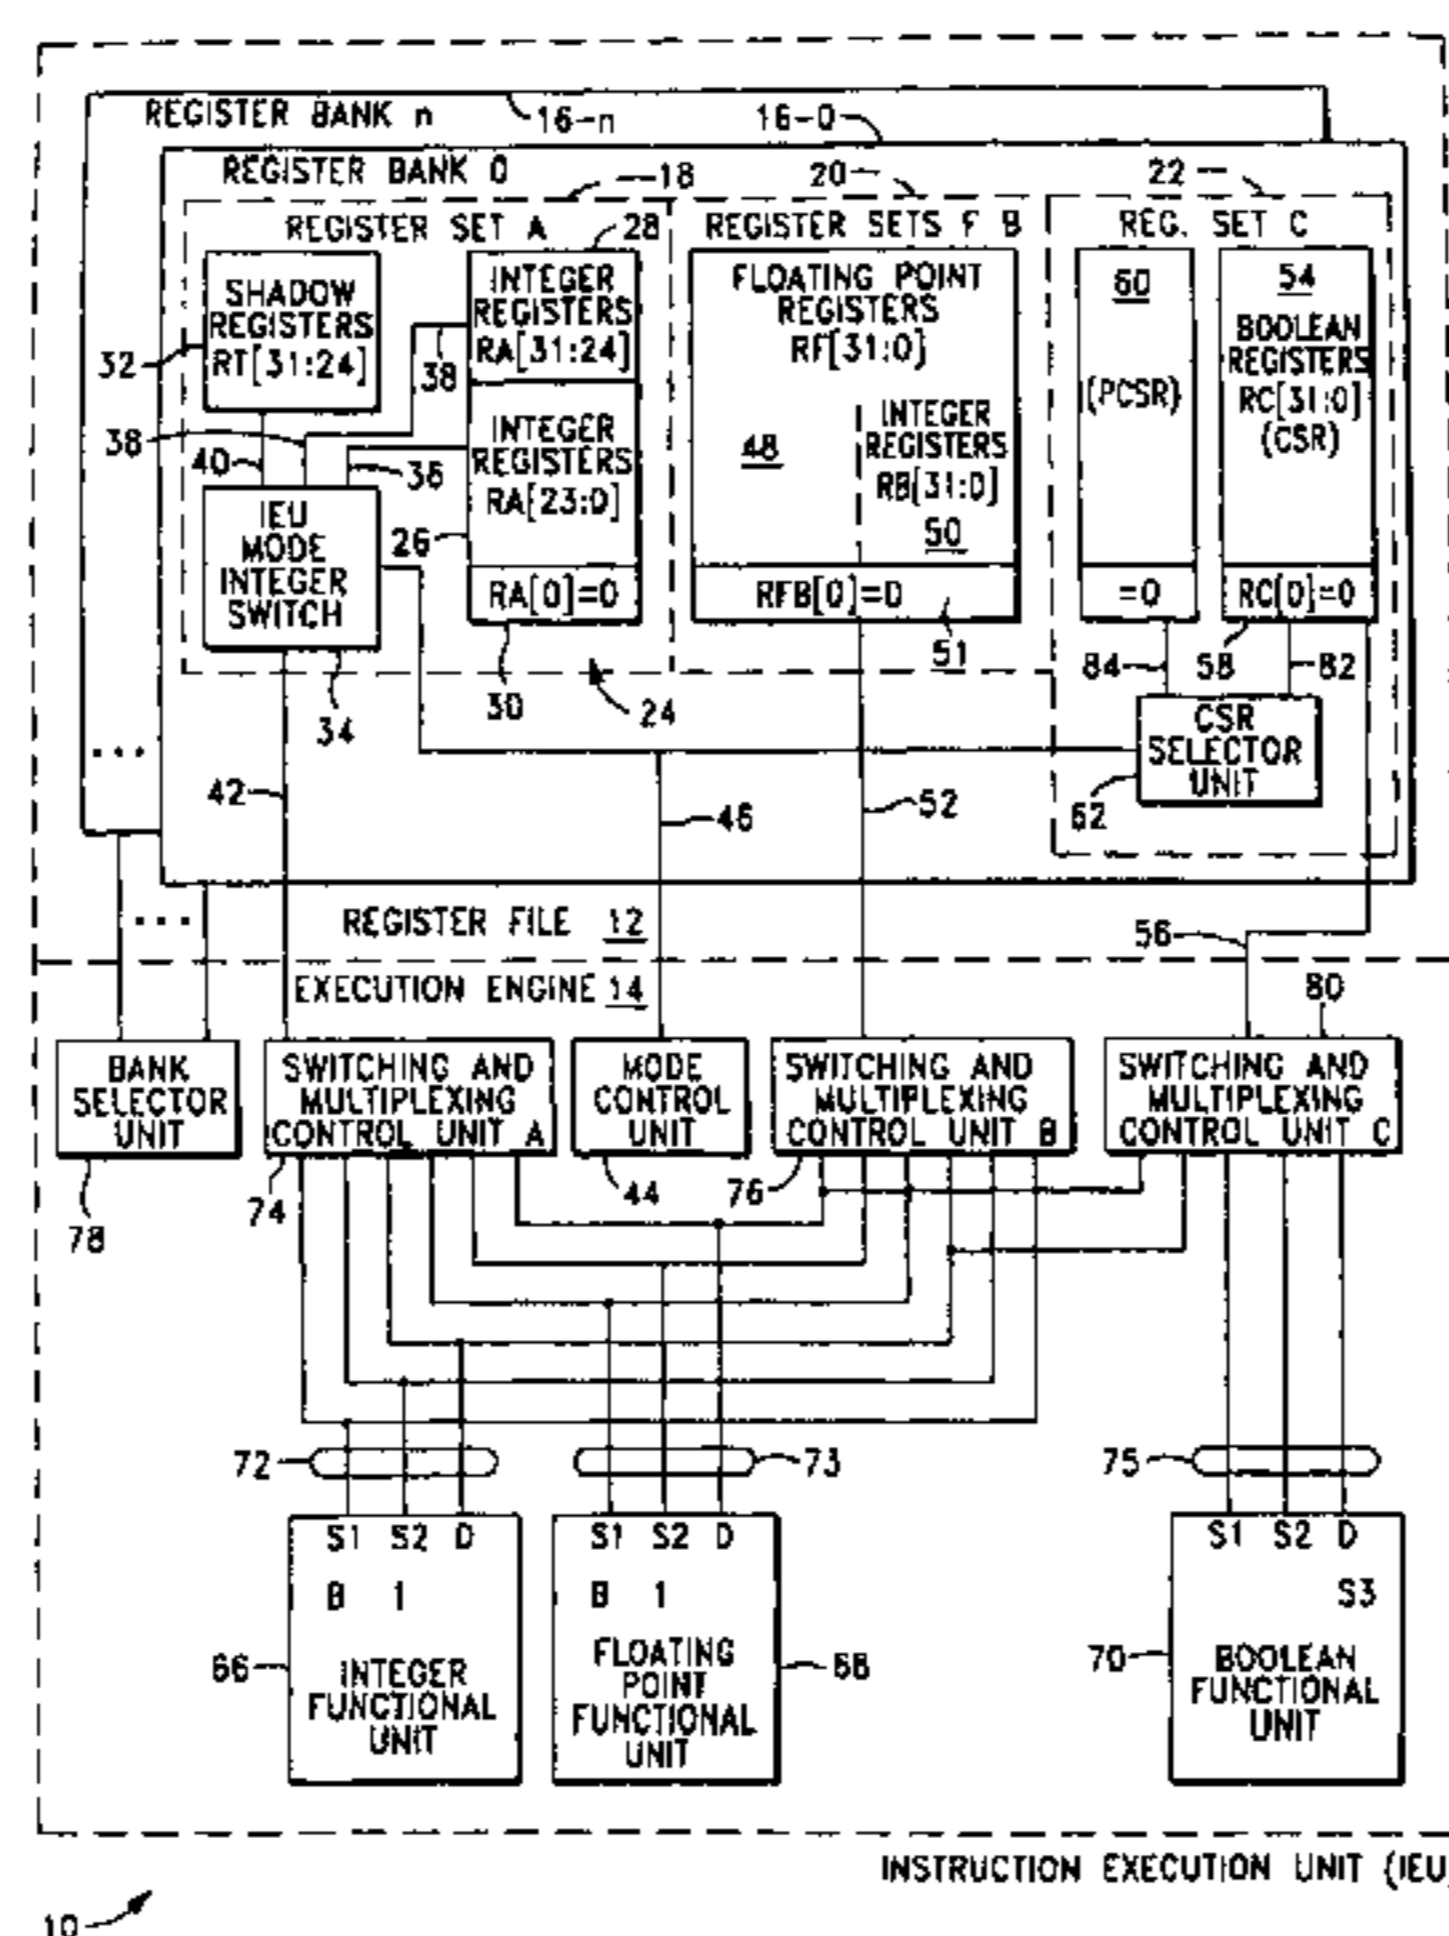 REGISTER BANK n
16-n
16-0
REGISTER BANK 0
18
20
22
REGISTER SET A
28
REGISTER SETS F B
REG. SET C
SHADOW
REGISTERS
RT[31:24]
32
INTEGER
REGISTERS
RA[31:24]
38
FLOATING POINT
REGISTERS
RF[31:0]
60
(PCSR)
54
BOOLEAN
REGISTERS
RC[31:0]
(CSR)
38
40
36
INTEGER
REGISTERS
RA[23:0]
26
48
INTEGER
REGISTERS
RB[31:0]
50
IEU
MODE
INTEGER
SWITCH
RA[0]=0
RFB[0]=0
=0
RC[0]=0
34
30
24
51
84
58
82
CSR
SELECTOR
UNIT
62
...
42
46
52
...
REGISTER FILE 12
56
EXECUTION ENGINE 14
80
BANK
SELECTOR
UNIT
SWITCHING AND
MULTIPLEXING
CONTROL UNIT A
MODE
CONTROL
UNIT
SWITCHING AND
MULTIPLEXING
CONTROL UNIT B
SWITCHING AND
MULTIPLEXING
CONTROL UNIT C
78
74
44
76
72
73
75
S1 S2 D
B 1
INTEGER
FUNCTIONAL
UNIT
66
S1 S2 D
B 1
FLOATING
POINT
FUNCTIONAL
UNIT
68
S1 S2 D
S3
BOOLEAN
FUNCTIONAL
UNIT
70
INSTRUCTION EXECUTION UNIT (IEU
10